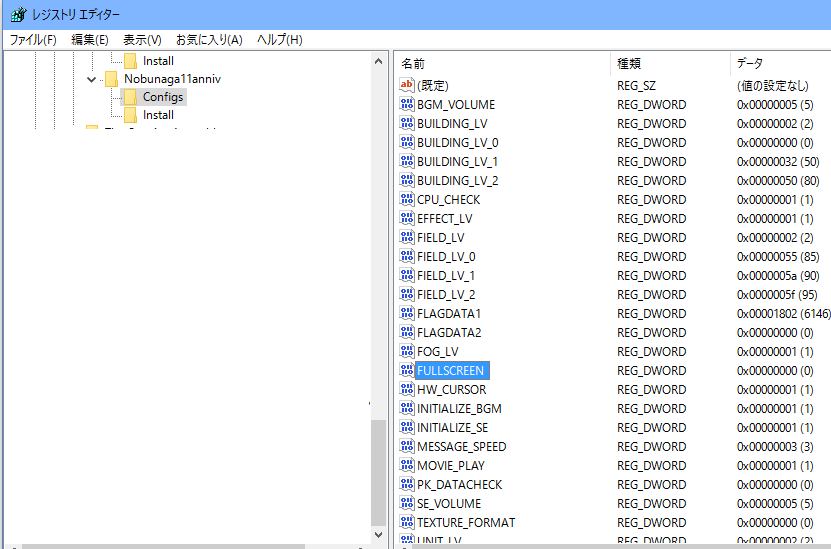 レジストリ エディター
ファイル(F) 編集(E) 表示(V) お気に入り(A) ヘルプ(H)
Install
Nobunaga11anniv
Configs
Install
名前 種類 データ
(既定) REG_SZ (値の設定なし)
BGM_VOLUME REG_DWORD 0x00000005 (5)
BUILDING_LV REG_DWORD 0x00000002 (2)
BUILDING_LV_0 REG_DWORD 0x00000000 (0)
BUILDING_LV_1 REG_DWORD 0x00000032 (50)
BUILDING_LV_2 REG_DWORD 0x00000050 (80)
CPU_CHECK REG_DWORD 0x00000001 (1)
EFFECT_LV REG_DWORD 0x00000001 (1)
FIELD_LV REG_DWORD 0x00000002 (2)
FIELD_LV_0 REG_DWORD 0x00000055 (85)
FIELD_LV_1 REG_DWORD 0x0000005a (90)
FIELD_LV_2 REG_DWORD 0x0000005f (95)
FLAGDATA1 REG_DWORD 0x00001802 (6146)
FLAGDATA2 REG_DWORD 0x00000000 (0)
FOG_LV REG_DWORD 0x00000001 (1)
FULLSCREEN REG_DWORD 0x00000000 (0)
HW_CURSOR REG_DWORD 0x00000001 (1)
INITIALIZE_BGM REG_DWORD 0x00000001 (1)
INITIALIZE_SE REG_DWORD 0x00000001 (1)
MESSAGE_SPEED REG_DWORD 0x00000003 (3)
MOVIE_PLAY REG_DWORD 0x00000001 (1)
PK_DATACHECK REG_DWORD 0x00000000 (0)
SE_VOLUME REG_DWORD 0x00000005 (5)
TEXTURE_FORMAT REG_DWORD 0x00000000 (0)
UNIT_LV REG_DWORD 0x00000002 (2)